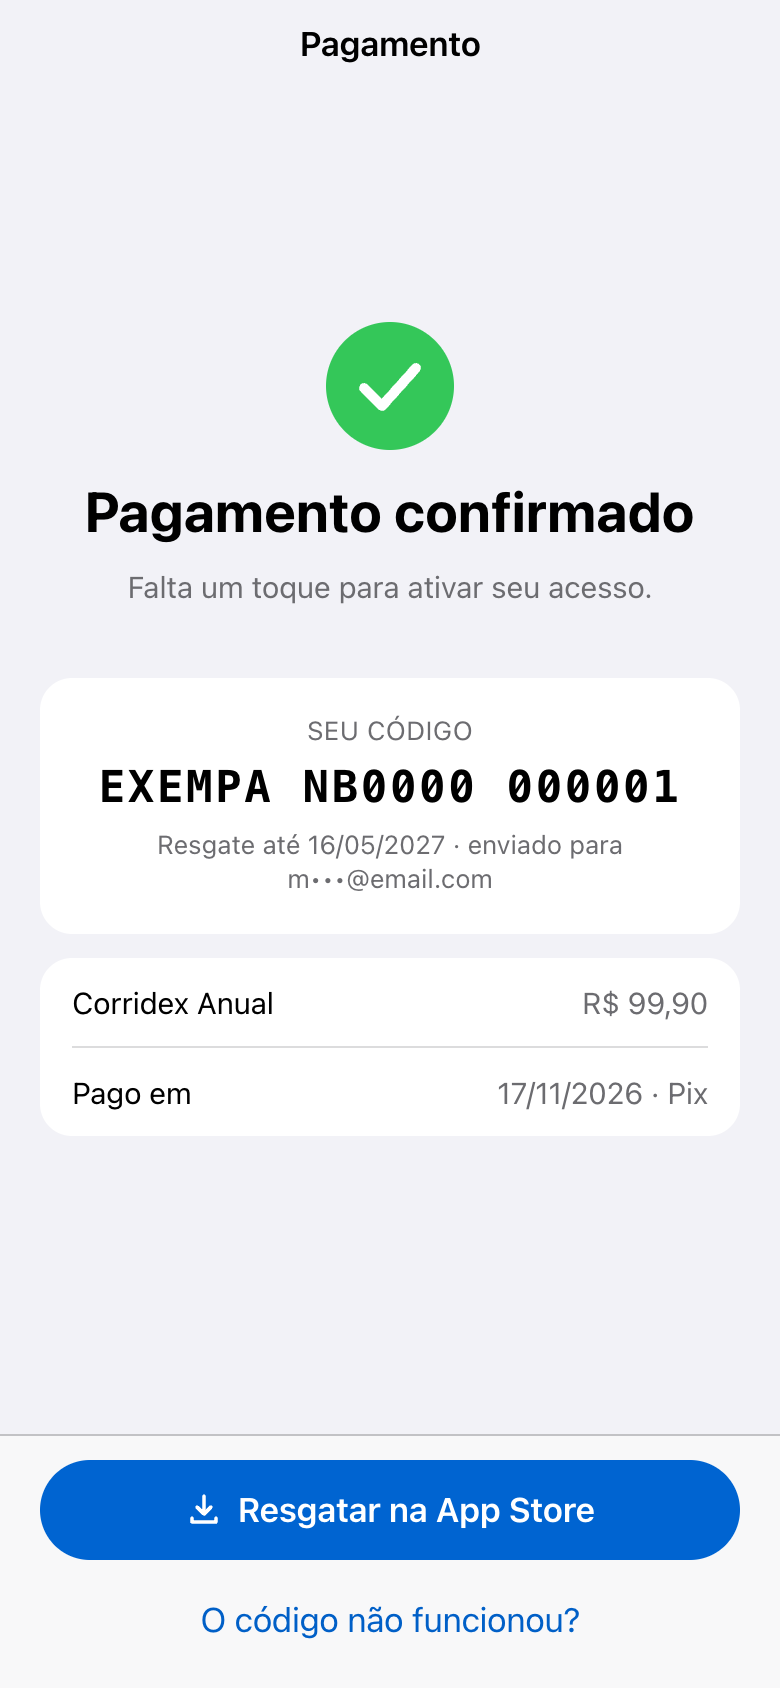 Pagamento
Pagamento confirmado
Falta um toque para ativar seu acesso.
SEU CÓDIGO
EXEMPA NB0000 000001
Resgate até 16/05/2027 · enviado para
m•••@email.com
Corridex Anual R$ 99,90
Pago em 17/11/2026 · Pix
Resgatar na App Store
O código não funcionou?